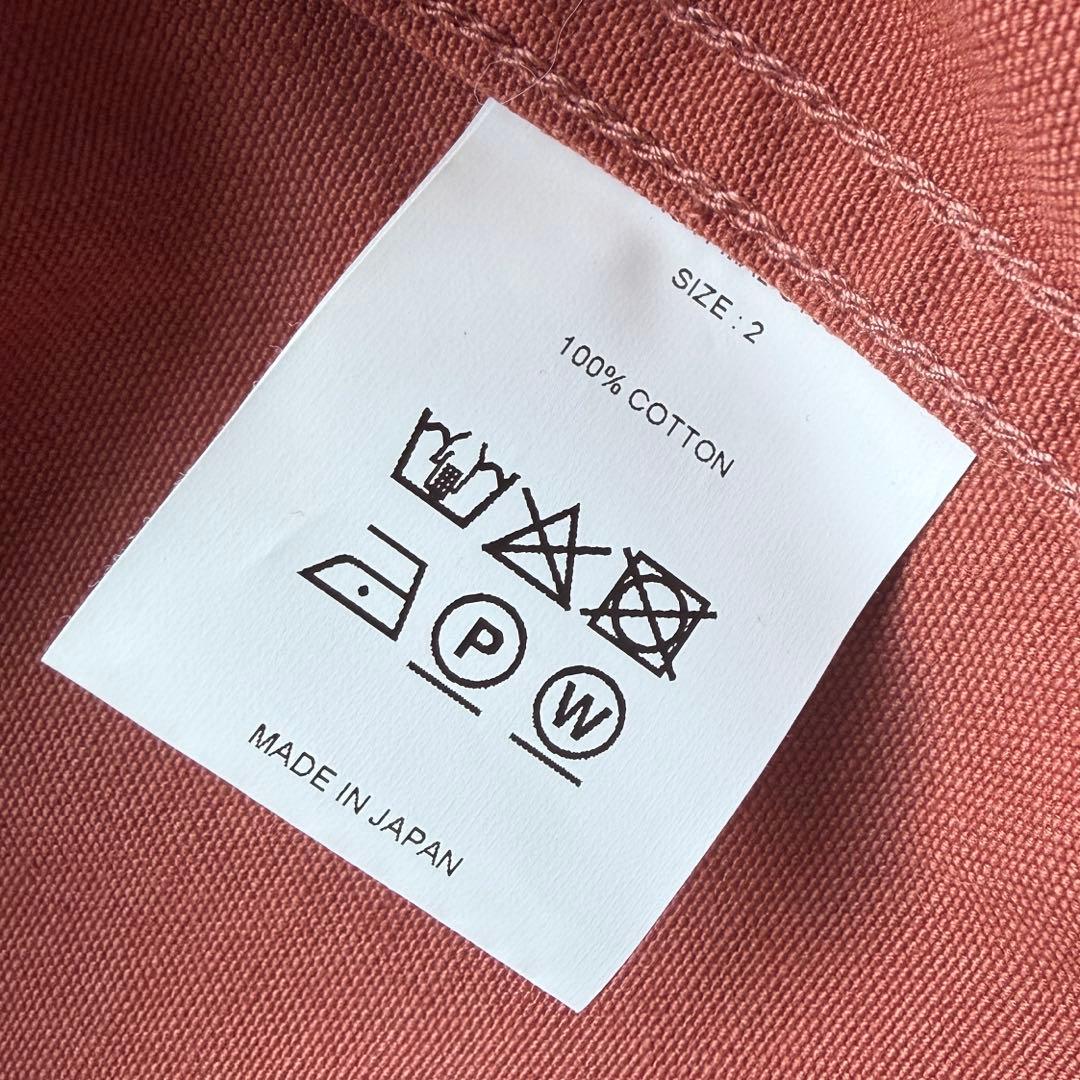 SIZE : 2
100% COTTON
P W
MADE IN JAPAN